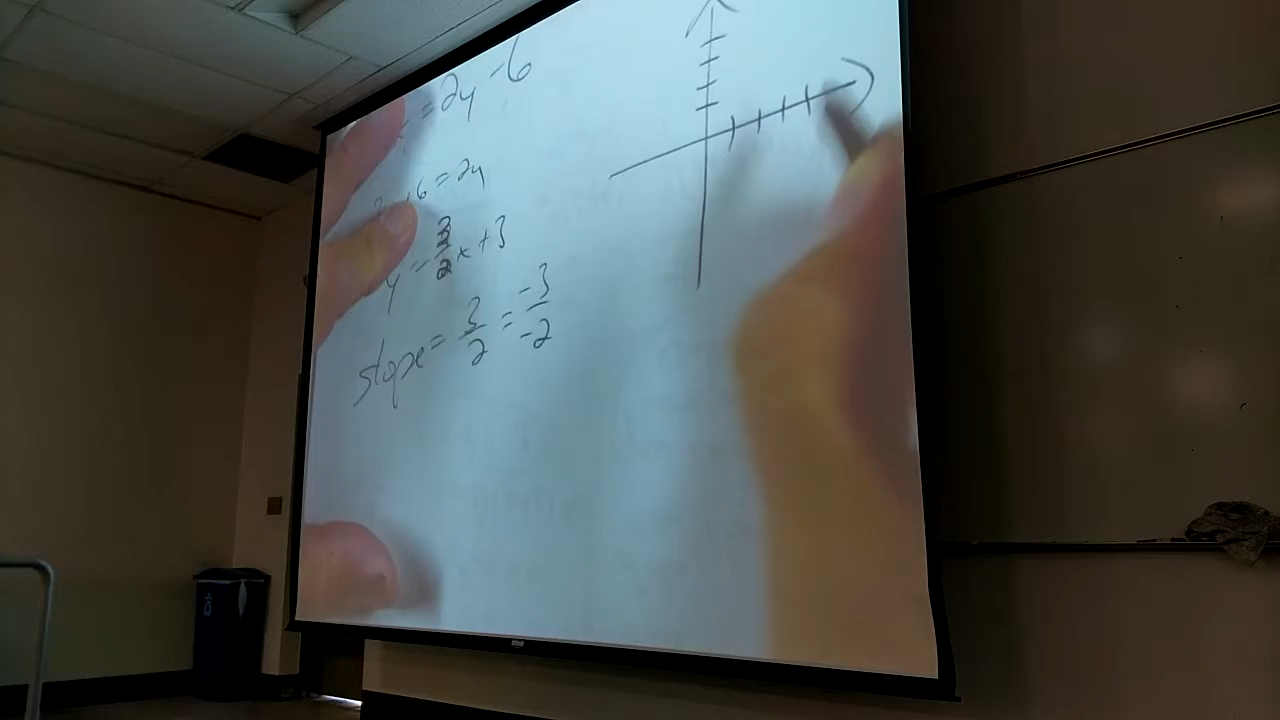 = 2y - 6
+ 6 = 2y
y = 3/2 x + 3
slope = 3/2 = -3/-2